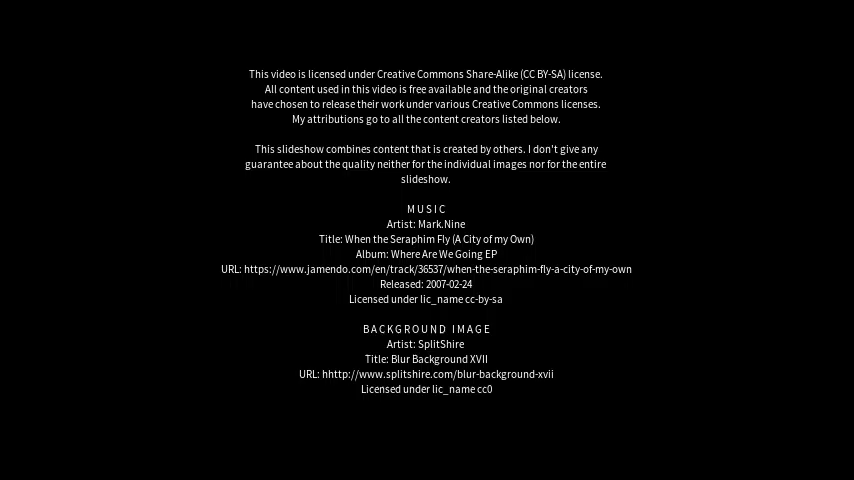 This video is licensed under Creative Commons Share-Alike (CC BY-SA) license.
All content used in this video is free available and the original creators
have chosen to release their work under various Creative Commons licenses.
My attributions go to all the content creators listed below.
This slideshow combines content that is created by others. I don't give any
guarantee about the quality neither for the individual images nor for the entire
slideshow.
MUSIC
Artist: Mark.Nine
Title: When the Seraphim Fly (A City of my Own)
Album: Where Are We Going EP
URL: https://www.jamendo.com/en/track/36537/when-the-seraphim-fly-a-city-of-my-own
Released: 2007-02-24
Licensed under lic_name cc-by-sa
BACKGROUND IMAGE
Artist: SplitShire
Title: Blur Background XVII
URL: hhttp://www.splitshire.com/blur-background-xvii
Licensed under lic_name cc0